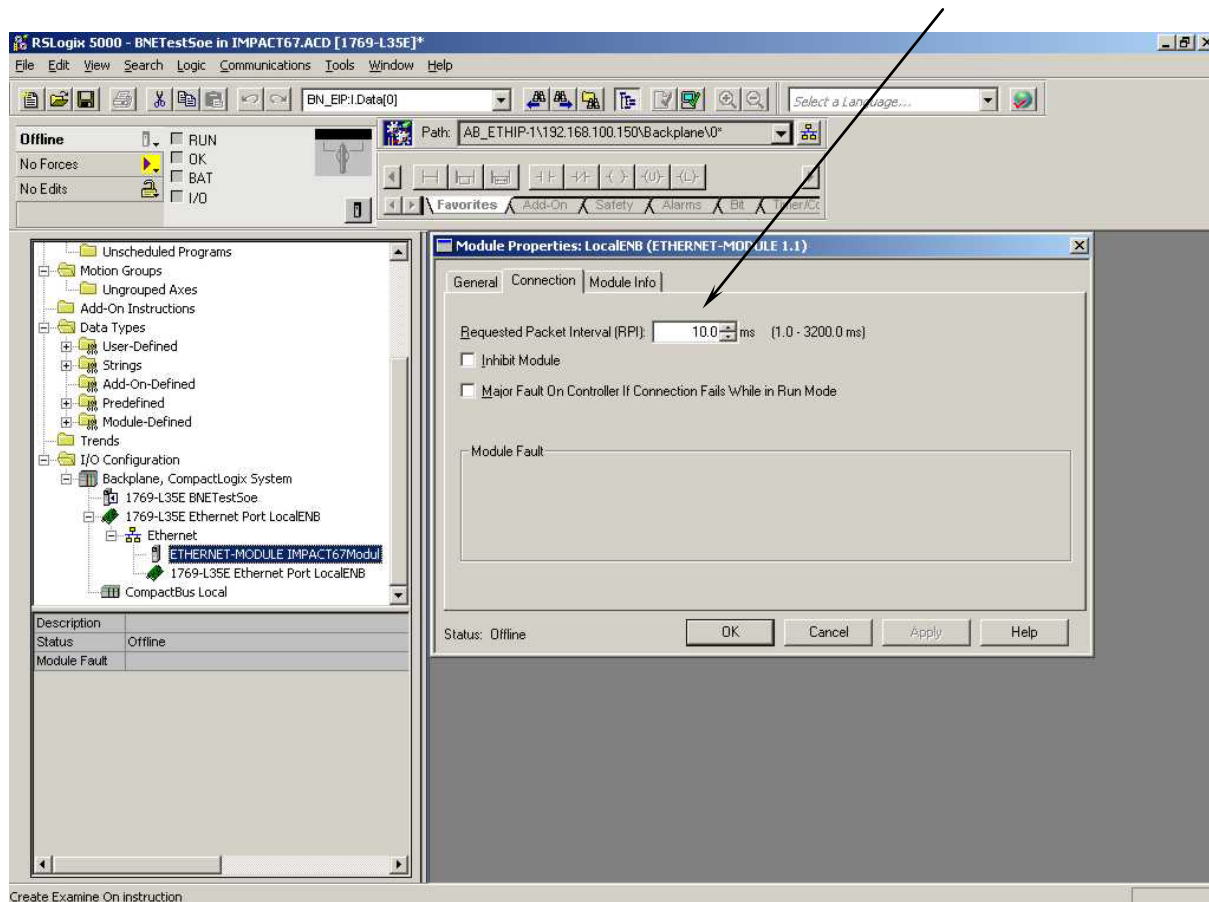 RSLogix 5000 - BNETestSoe in IMPACT67.ACD [1769-L35E]*
File Edit View Search Logic Communications Tools Window Help
BN_EIP:I.Data[0]
Select a Language...
Offline
RUN
No Forces
OK
BAT
No Edits
I/O
Path: AB_ETHIP-1\192.168.100.150\Backplane\0*
Favorites Add-On Safety Alarms Bit Timer/Cc
Unscheduled Programs
Motion Groups
Ungrouped Axes
Add-On Instructions
Data Types
User-Defined
Strings
Add-On-Defined
Predefined
Module-Defined
Trends
I/O Configuration
Backplane, CompactLogix System
1769-L35E BNETestSoe
1769-L35E Ethernet Port LocalENB
Ethernet
ETHERNET-MODULE IMPACT67Modul
1769-L35E Ethernet Port LocalENB
CompactBus Local
Description
Status Offline
Module Fault
Module Properties: LocalENB (ETHERNET-MODULE 1.1)
General Connection Module Info
Requested Packet Interval (RPI): 10.0 ms (1.0 - 3200.0 ms)
Inhibit Module
Major Fault On Controller If Connection Fails While in Run Mode
Module Fault
Status: Offline OK Cancel Apply Help
Create Examine On instruction